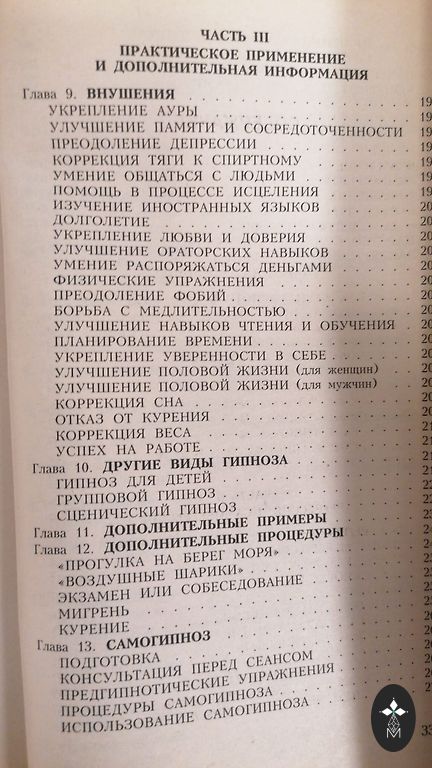 ЧАСТЬ III
ПРАКТИЧЕСКОЕ ПРИМЕНЕНИЕ
И ДОПОЛНИТЕЛЬНАЯ ИНФОРМАЦИЯ
Глава 9. ВНУШЕНИЯ
УКРЕПЛЕНИЕ АУРЫ
УЛУЧШЕНИЕ ПАМЯТИ И СОСРЕДОТОЧЕННОСТИ
ПРЕОДОЛЕНИЕ ДЕПРЕССИИ
КОРРЕКЦИЯ ТЯГИ К СПИРТНОМУ
УМЕНИЕ ОБЩАТЬСЯ С ЛЮДЬМИ
ПОМОЩЬ В ПРОЦЕССЕ ИСЦЕЛЕНИЯ
ИЗУЧЕНИЕ ИНОСТРАННЫХ ЯЗЫКОВ
ДОЛГОЛЕТИЕ
УКРЕПЛЕНИЕ ЛЮБВИ И ДОВЕРИЯ
УЛУЧШЕНИЕ ОРАТОРСКИХ НАВЫКОВ
УМЕНИЕ РАСПОРЯЖАТЬСЯ ДЕНЬГАМИ
ФИЗИЧЕСКИЕ УПРАЖНЕНИЯ
ПРЕОДОЛЕНИЕ ФОБИЙ
БОРЬБА С МЕДЛИТЕЛЬНОСТЬЮ
УЛУЧШЕНИЕ НАВЫКОВ ЧТЕНИЯ И ОБУЧЕНИЯ
ПЛАНИРОВАНИЕ ВРЕМЕНИ
УКРЕПЛЕНИЕ УВЕРЕННОСТИ В СЕБЕ
УЛУЧШЕНИЕ ПОЛОВОЙ ЖИЗНИ (для женщин)
УЛУЧШЕНИЕ ПОЛОВОЙ ЖИЗНИ (для мужчин)
КОРРЕКЦИЯ СНА
ОТКАЗ ОТ КУРЕНИЯ
КОРРЕКЦИЯ ВЕСА
УСПЕХ НА РАБОТЕ
Глава 10. ДРУГИЕ ВИДЫ ГИПНОЗА
ГИПНОЗ ДЛЯ ДЕТЕЙ
ГРУППОВОЙ ГИПНОЗ
СЦЕНИЧЕСКИЙ ГИПНОЗ
Глава 11. ДОПОЛНИТЕЛЬНЫЕ ПРИМЕРЫ
Глава 12. ДОПОЛНИТЕЛЬНЫЕ ПРОЦЕДУРЫ
«ПРОГУЛКА НА БЕРЕГ МОРЯ»
«ВОЗДУШНЫЕ ШАРИКИ»
ЭКЗАМЕН ИЛИ СОБЕСЕДОВАНИЕ
МИГРЕНЬ
КУРЕНИЕ
Глава 13. САМОГИПНОЗ
ПОДГОТОВКА
КОНСУЛЬТАЦИЯ ПЕРЕД СЕАНСОМ
ПРЕДГИПНОТИЧЕСКИЕ УПРАЖНЕНИЯ
ПРОЦЕДУРЫ САМОГИПНОЗА
ИСПОЛЬЗОВАНИЕ САМОГИПНОЗА